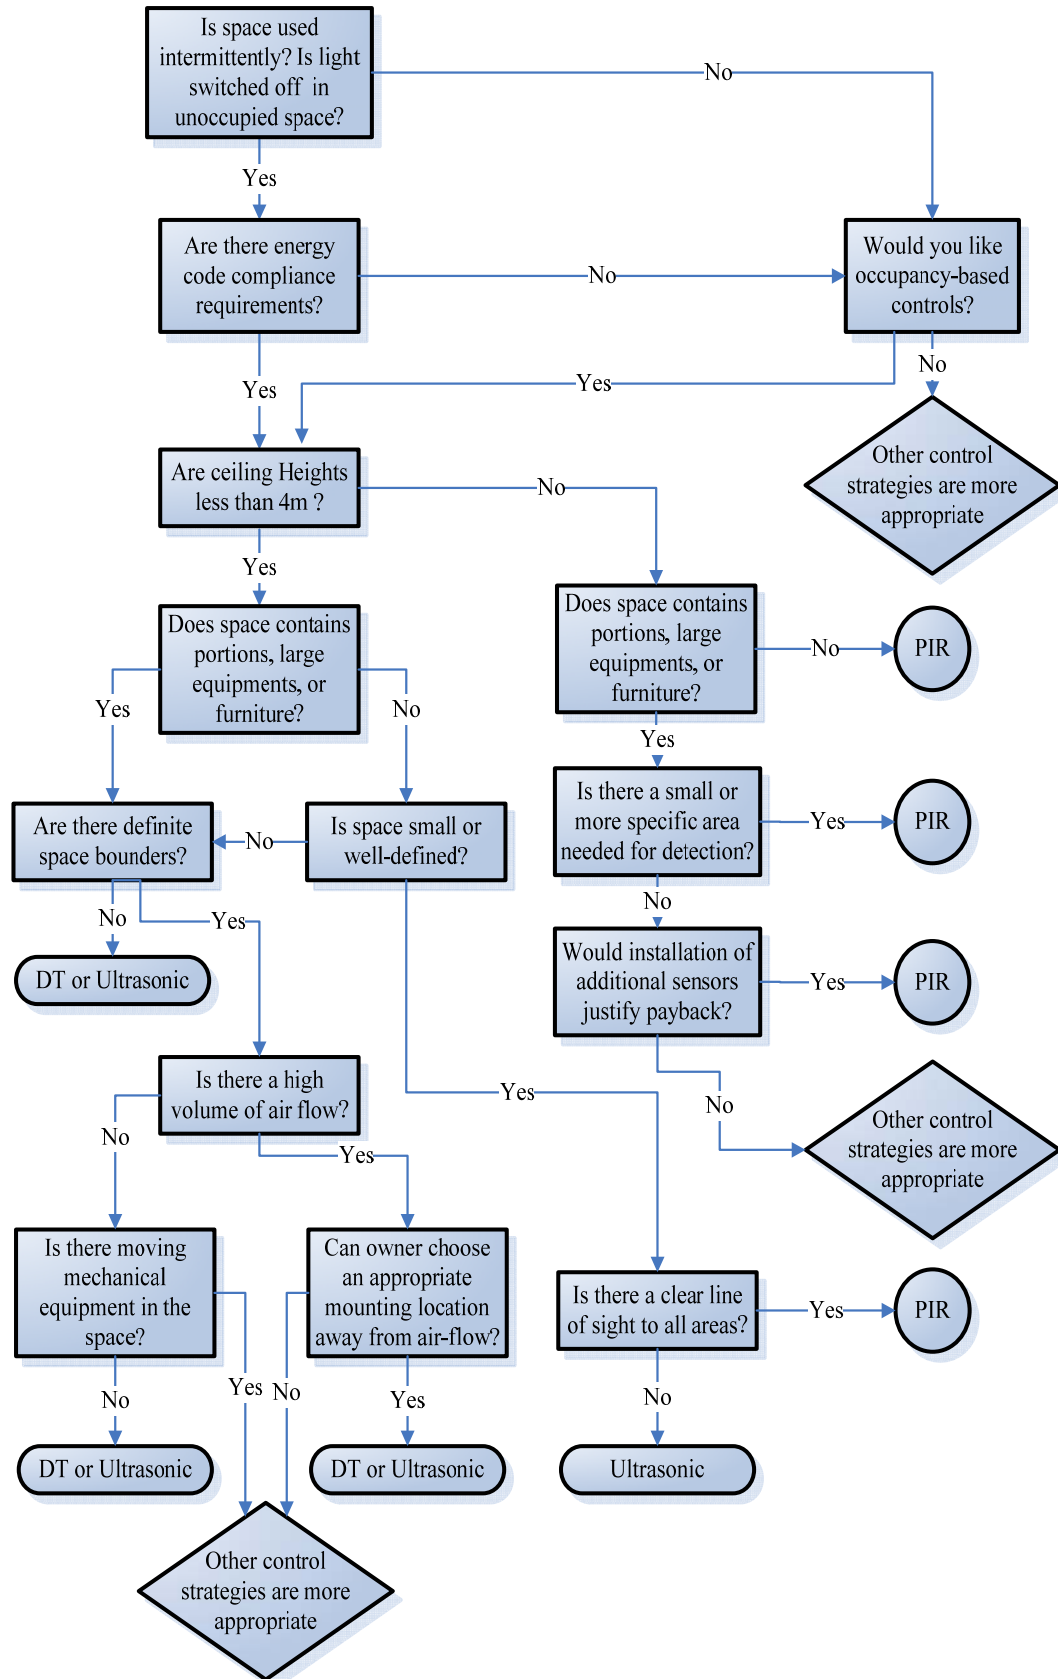 Is space used
intermittently? Is light
switched off in
unoccupied space?
No
Yes
Are there energy
code compliance
requirements?
No
Would you like
occupancy-based
controls?
No
Yes
Yes
Other control
strategies are more
appropriate
Are ceiling Heights
less than 4m ?
No
Yes
Does space contains
portions, large
equipments, or
furniture?
Does space contains
portions, large
equipments, or
furniture?
No
PIR
Yes
No
Yes
Is there a small or
more specific area
needed for detection?
Yes
PIR
Are there definite
space bounders?
No
Is space small or
well-defined?
No
No
Yes
DT or Ultrasonic
Would installation of
additional sensors
justify payback?
Yes
PIR
Is there a high
volume of air flow?
Yes
No
Other control
strategies are more
appropriate
No
Yes
Is there moving
mechanical
equipment in the
space?
Can owner choose
an appropriate
mounting location
away from air-flow?
Is there a clear line
of sight to all areas?
Yes
PIR
No
Yes
No
Yes
No
DT or Ultrasonic
DT or Ultrasonic
Ultrasonic
Other control
strategies are more
appropriate